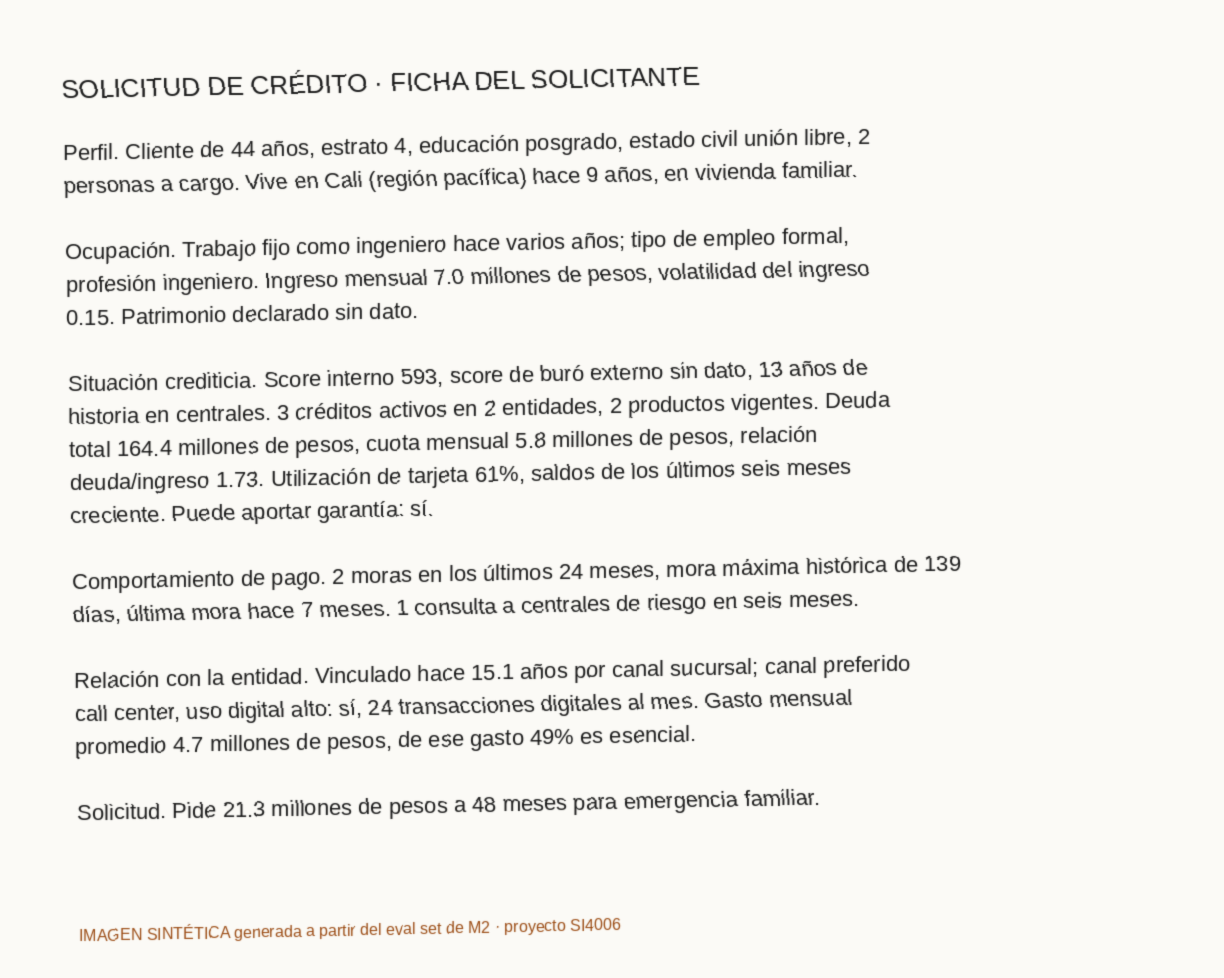 SOLICITUD DE CRÉDITO · FICHA DEL SOLICITANTE
Perfil. Cliente de 44 años, estrato 4, educación posgrado, estado civil unión libre, 2
personas a cargo. Vive en Cali (región pacífica) hace 9 años, en vivienda familiar.
Ocupación. Trabajo fijo como ingeniero hace varios años; tipo de empleo formal,
profesión ingeniero. Ingreso mensual 7.0 millones de pesos, volatilidad del ingreso
0.15. Patrimonio declarado sin dato.
Situación crediticia. Score interno 593, score de buró externo sin dato, 13 años de
historia en centrales. 3 créditos activos en 2 entidades, 2 productos vigentes. Deuda
total 164.4 millones de pesos, cuota mensual 5.8 millones de pesos, relación
deuda/ingreso 1.73. Utilización de tarjeta 61%, saldos de los últimos seis meses
creciente. Puede aportar garantía: sí.
Comportamiento de pago. 2 moras en los últimos 24 meses, mora máxima histórica de 139
días, última mora hace 7 meses. 1 consulta a centrales de riesgo en seis meses.
Relación con la entidad. Vinculado hace 15.1 años por canal sucursal; canal preferido
call center, uso digital alto: sí, 24 transacciones digitales al mes. Gasto mensual
promedio 4.7 millones de pesos, de ese gasto 49% es esencial.
Solicitud. Pide 21.3 millones de pesos a 48 meses para emergencia familiar.
IMAGEN SINTÉTICA generada a partir del eval set de M2 · proyecto SI4006